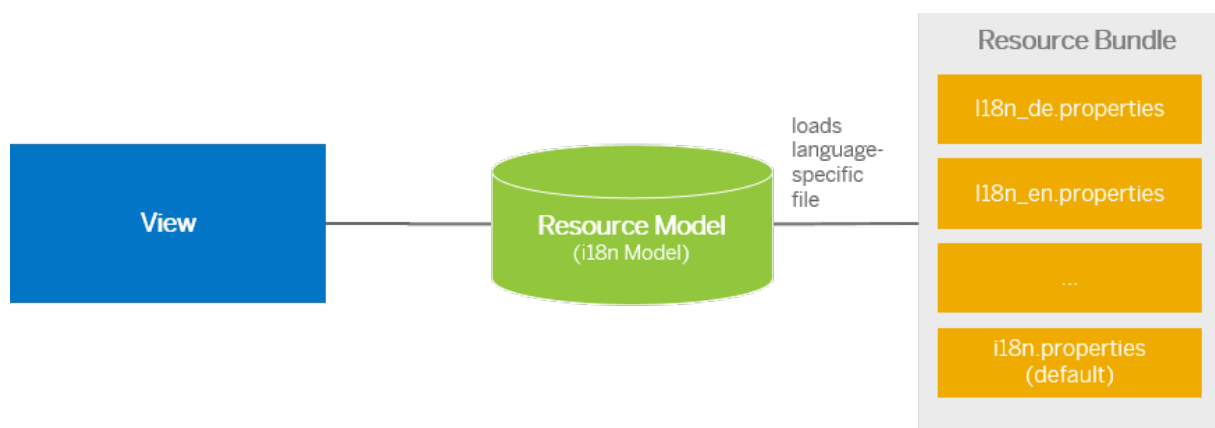 Resource Bundle
I18n_de.properties
loads
language-
specific
file
I18n_en.properties
View
Resource Model
(i18n Model)
...
i18n.properties
(default)